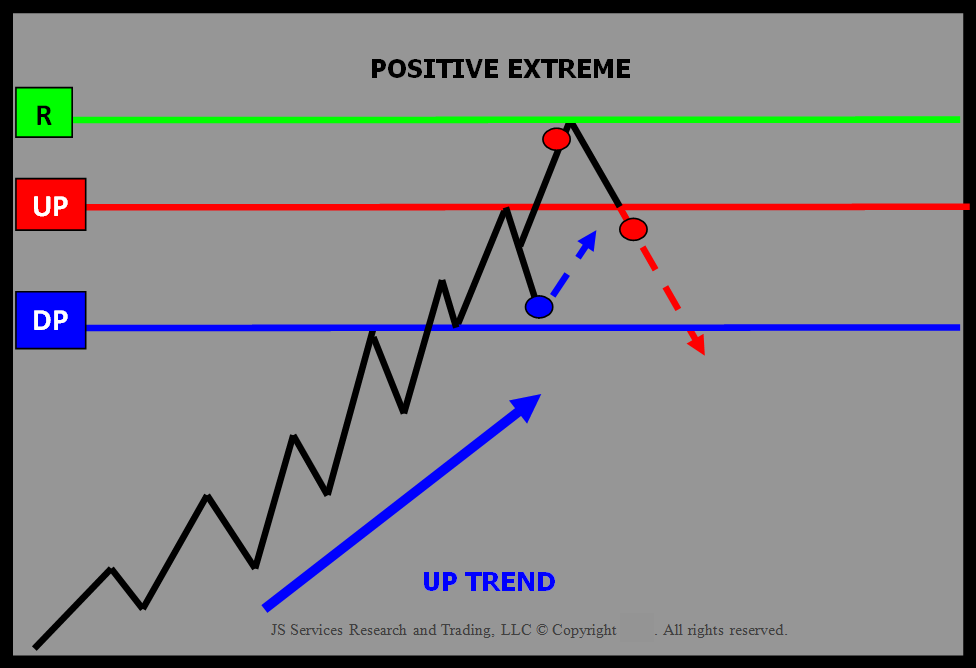 POSITIVE EXTREME
R
UP
DP
UP TREND
JS Services Research and Trading, LLC © Copyright . All rights reserved.